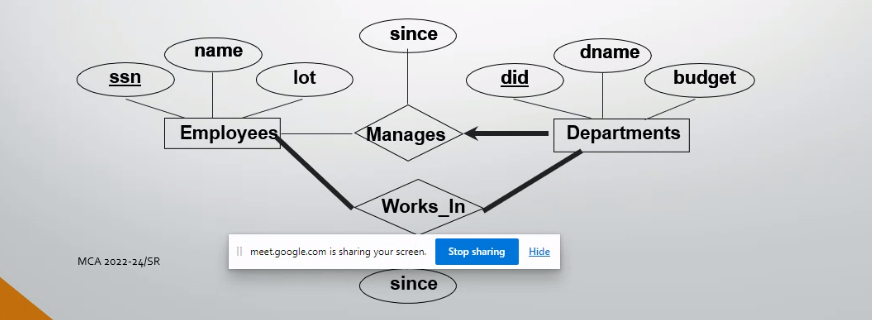 since
name
dname
ssn
lot
did
budget
Employees
Manages
Departments
Works_In
meet.google.com is sharing your screen.
Stop sharing
Hide
MCA 2022-24/SR
since